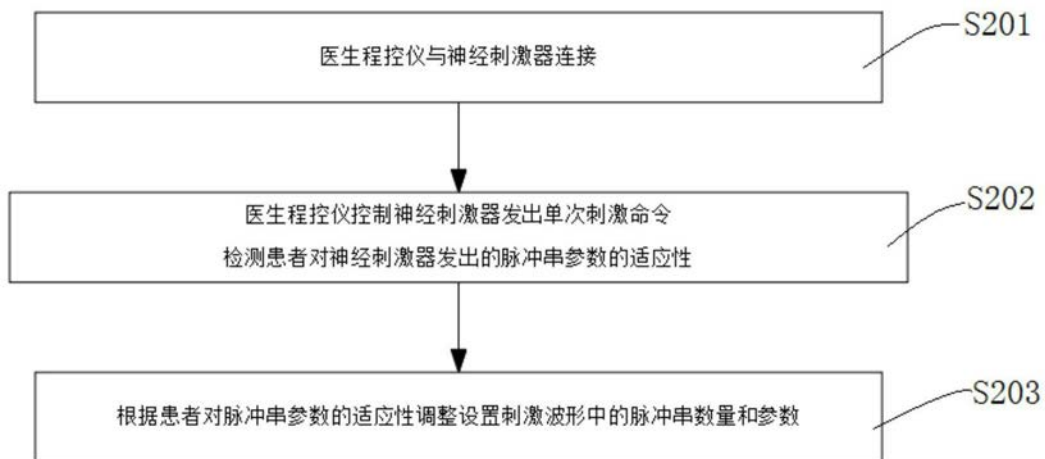 医生程控仪与神经刺激器连接
S201
医生程控仪控制神经刺激器发出单次刺激命令
检测患者对神经刺激器发出的脉冲串参数的适应性
S202
根据患者对脉冲串参数的适应性调整设置刺激波形中的脉冲串数量和参数
S203